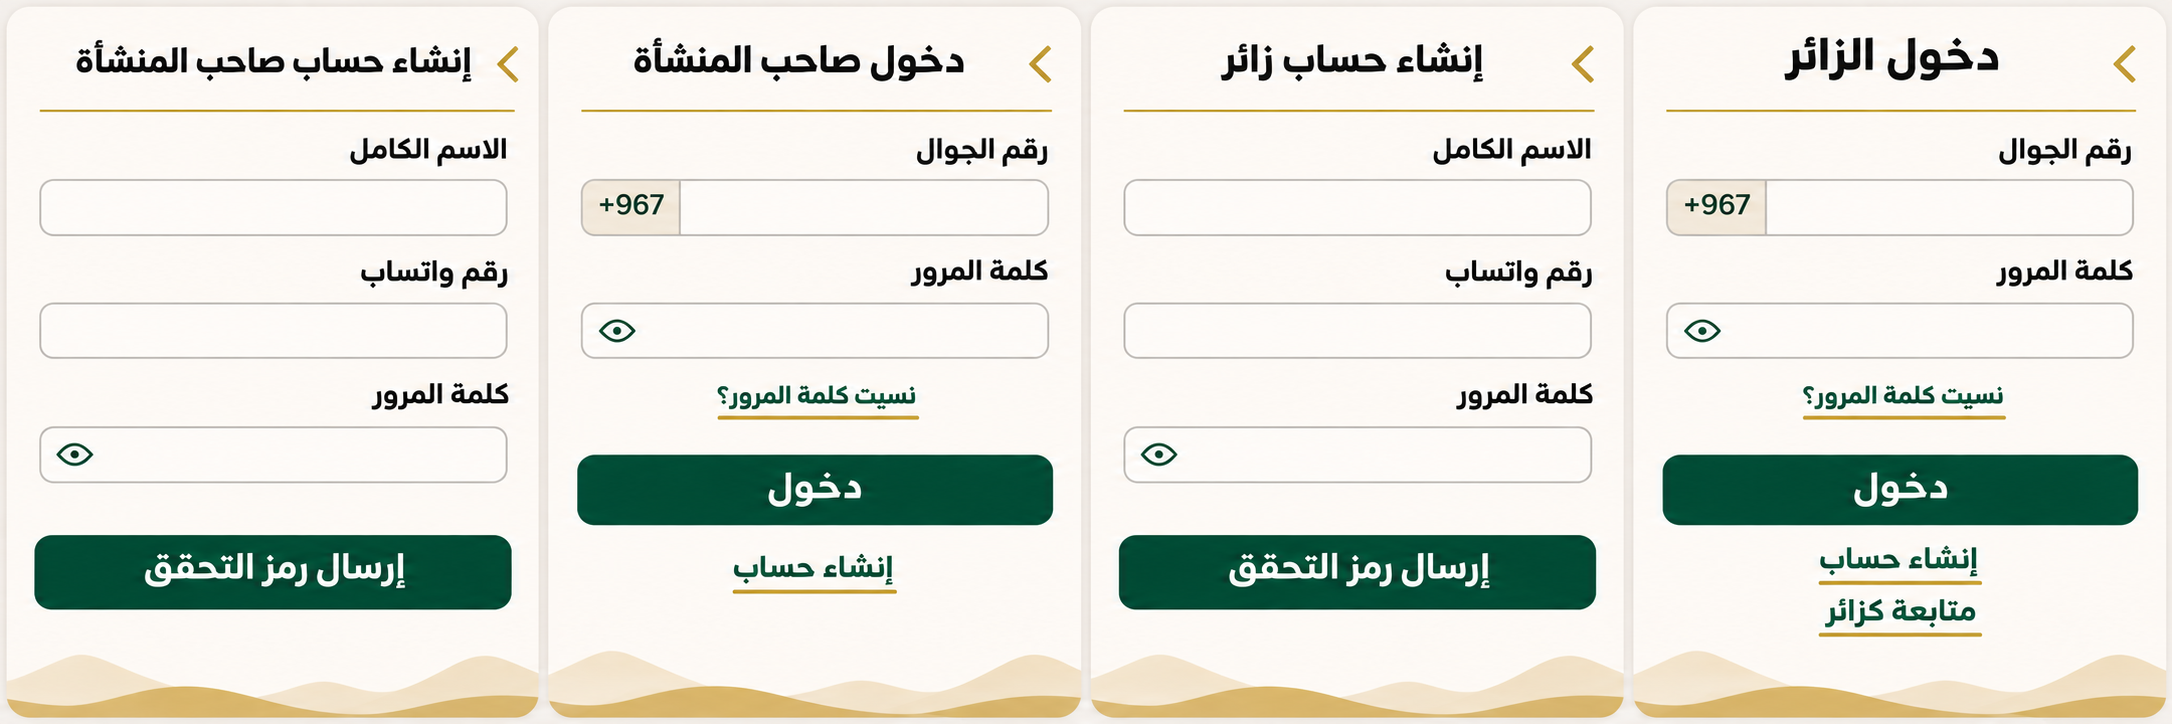 دخول الزائر
رقم الجوال
+967
كلمة المرور
نسيت كلمة المرور؟
دخول
إنشاء حساب
متابعة كزائر
إنشاء حساب زائر
الاسم الكامل
رقم واتساب
كلمة المرور
إرسال رمز التحقق
دخول صاحب المنشأة
رقم الجوال
+967
كلمة المرور
نسيت كلمة المرور؟
دخول
إنشاء حساب
إنشاء حساب صاحب المنشأة
الاسم الكامل
رقم واتساب
كلمة المرور
إرسال رمز التحقق